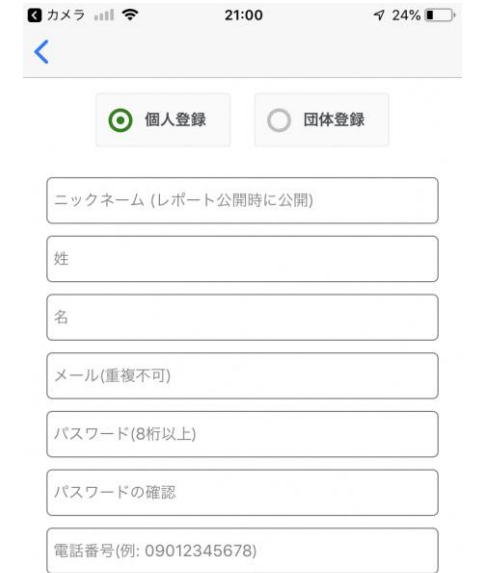 カメラ 21:00 24%
個人登録 団体登録
ニックネーム (レポート公開時に公開)
姓
名
メール(重複不可)
パスワード(8桁以上)
パスワードの確認
電話番号(例: 09012345678)